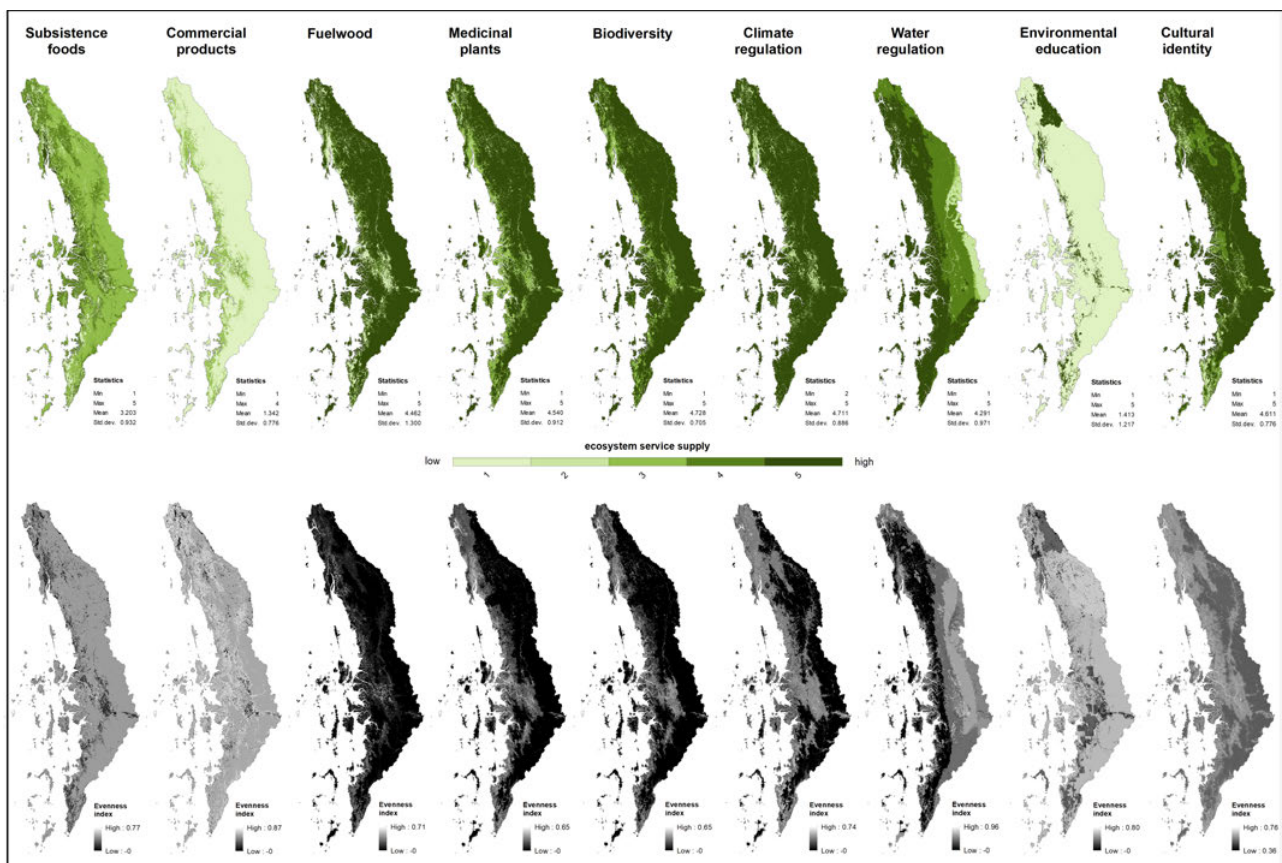 Subsistence foods
Commercial products
Fuelwood
Medicinal plants
Biodiversity
Climate regulation
Water regulation
Environmental education
Cultural identity
Statistics
Min 1
Max 5
Mean 3.203
Std.dev. 0.932
Statistics
Min 1
Max 4
Mean 1.342
Std.dev. 0.776
Statistics
Min 1
Max 5
Mean 4.462
Std.dev. 1.300
Statistics
Min 1
Max 5
Mean 4.540
Std.dev. 0.912
Statistics
Min 1
Max 5
Mean 4.728
Std.dev. 0.705
Statistics
Min 2
Max 5
Mean 4.711
Std.dev. 0.886
Statistics
Min 1
Max 5
Mean 4.291
Std.dev. 0.971
Statistics
Min 1
Max 5
Mean 1.413
Std.dev. 1.217
Statistics
Min 1
Max 5
Mean 4.611
Std.dev. 0.776
ecosystem service supply
low high
1 2 3 4 5
Evenness index
High : 0.77
Low : -0
Evenness index
High : 0.87
Low : -0
Evenness index
High : 0.71
Low : -0
Evenness index
High : 0.65
Low : -0
Evenness index
High : 0.65
Low : -0
Evenness index
High : 0.74
Low : -0
Evenness index
High : 0.96
Low : -0
Evenness index
High : 0.80
Low : -0
Evenness index
High : 0.78
Low : 0.36